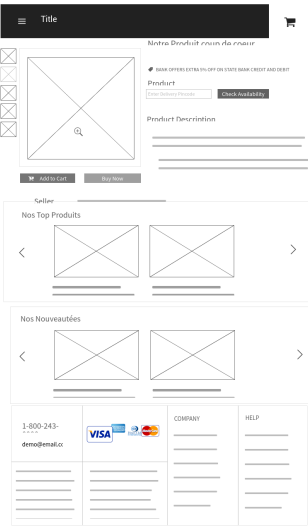 Title
Notre Produit coup de coeur
BANK OFFERS EXTRA 5% OFF ON STATE BANK CREDIT AND DEBIT
Product
Enter Delivery Pincode
Check Availability
Product Description
Add to Cart
Buy Now
Seller
Nos Top Produits
Nos Nouveautées
1-800-243-
demo@email.cc
VISA
COMPANY
HELP